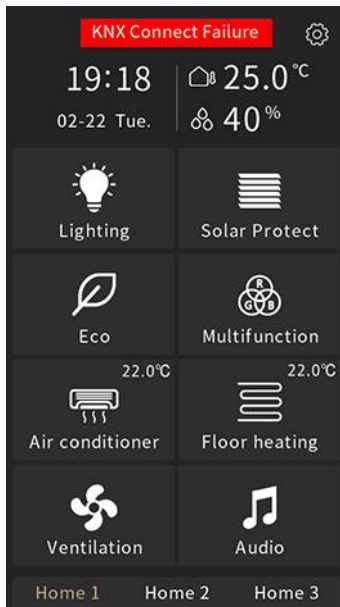 KNX Connect Failure
19:18 25.0℃
02-22 Tue. 40%
Lighting Solar Protect
R
G B
Eco Multifunction
22.0℃ 22.0℃
Air conditioner Floor heating
Ventilation Audio
Home 1 Home 2 Home 3